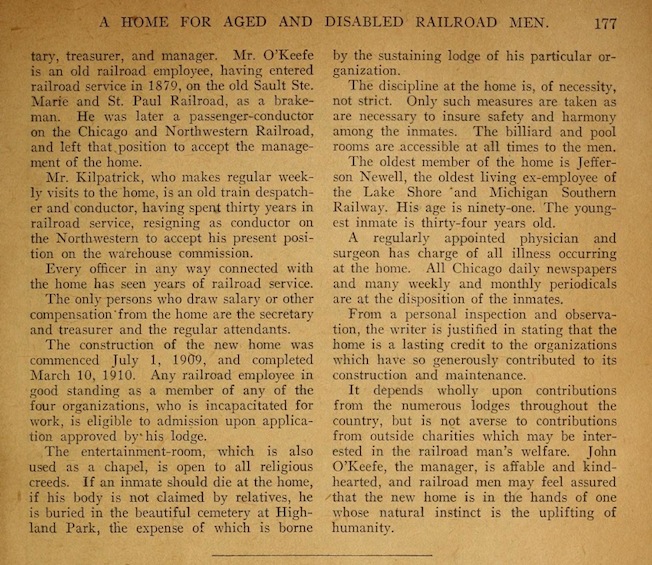 A HOME FOR AGED AND DISABLED RAILROAD MEN. 177
tary, treasurer, and manager. Mr. O'Keefe
is an old railroad employee, having entered
railroad service in 1879, on the old Sault Ste.
Marie and St. Paul Railroad, as a brake-
man. He was later a passenger-conductor
on the Chicago and Northwestern Railroad,
and left that position to accept the manage-
ment of the home.
Mr. Kilpatrick, who makes regular week-
ly visits to the home, is an old train despatch-
er and conductor, having spent thirty years in
railroad service, resigning as conductor on
the Northwestern to accept his present posi-
tion on the warehouse commission.
Every officer in any way connected with
the home has seen years of railroad service.
The only persons who draw salary or other
compensation from the home are the secretary
and treasurer and the regular attendants.
The construction of the new home was
commenced July 1, 1909, and completed
March 10, 1910. Any railroad employee in
good standing as a member of any of the
four organizations, who is incapacitated for
work, is eligible to admission upon applica-
tion approved by his lodge.
The entertainment-room, which is also
used as a chapel, is open to all religious
creeds. If an inmate should die at the home,
if his body is not claimed by relatives, he
is buried in the beautiful cemetery at High-
land Park, the expense of which is borne
by the sustaining lodge of his particular or-
ganization.
The discipline at the home is, of necessity,
not strict. Only such measures are taken as
are necessary to insure safety and harmony
among the inmates. The billiard and pool
rooms are accessible at all times to the men.
The oldest member of the home is Jeffer-
son Newell, the oldest living ex-employee of
the Lake Shore and Michigan Southern
Railway. His age is ninety-one. The young-
est inmate is thirty-four years old.
A regularly appointed physician and
surgeon has charge of all illness occurring
at the home. All Chicago daily newspapers
and many weekly and monthly periodicals
are at the disposition of the inmates.
From a personal inspection and observa-
tion, the writer is justified in stating that the
home is a lasting credit to the organizations
which have so generously contributed to its
construction and maintenance.
It depends wholly upon contributions
from the numerous lodges throughout the
country, but is not averse to contributions
from outside charities which may be inter-
ested in the railroad man's welfare. John
O'Keefe, the manager, is affable and kind-
hearted, and railroad men may feel assured
that the new home is in the hands of one
whose natural instinct is the uplifting of
humanity.